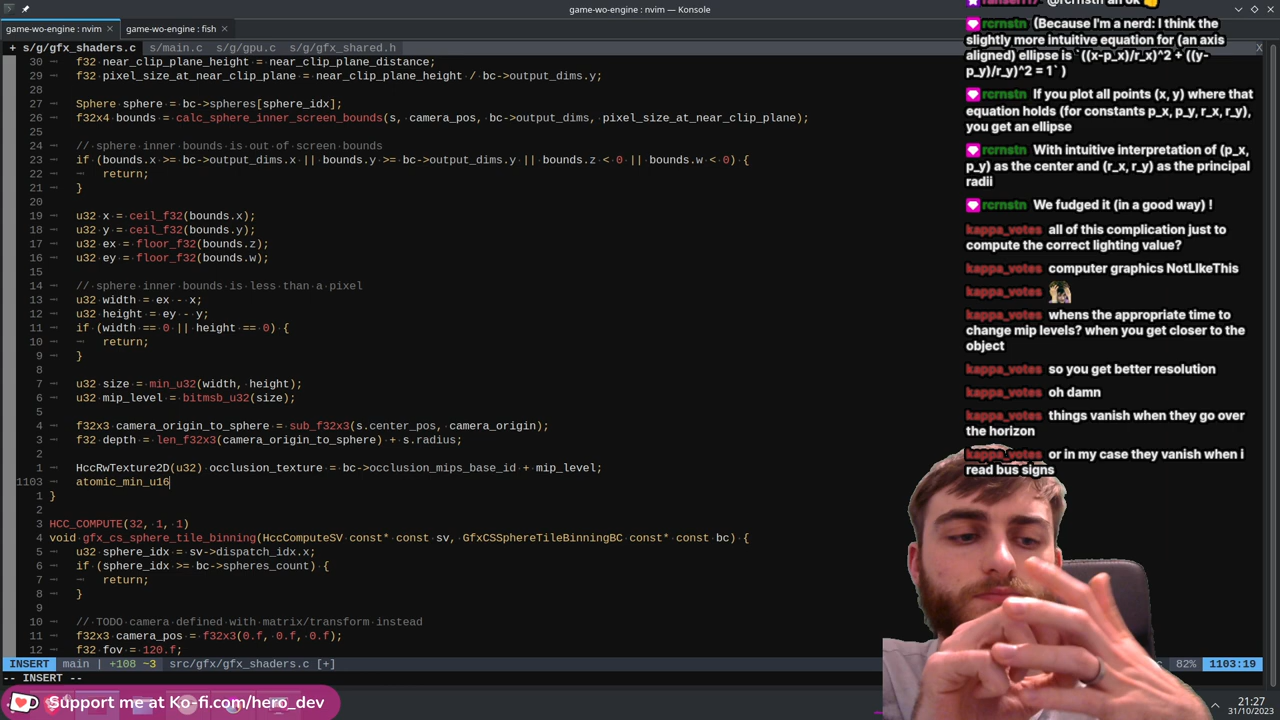 game-wo-engine : nvim — Konsole
game-wo-engine : nvim
game-wo-engine : fish
+ s/g/gfx_shaders.c s/main.c s/g/gpu.c s/g/gfx_shared.h X
30 f32 near_clip_plane_height =
29 f32 pixel_size_at_near_clip_plane = near_clip_plane_height / bc->output_dims.y;
28
27 Sphere sphere = bc->spheres[sphere_idx];
26 f32x4 bounds = calc_sphere_inner_screen_bounds(s, camera_pos, bc->output_dims, pixel_size_at_near_clip_plane);
25
24 // sphere inner bounds is out of screen bounds
23 if (bounds.x >= bc->output_dims.x || bounds.y >= bc->output_dims.y || bounds.z < 0 || bounds.w < 0) {
22 return;
21 }
20
19 u32 x = ceil_f32(bounds.x);
18 u32 y = ceil_f32(bounds.y);
17 u32 ex = floor_f32(bounds.z);
16 u32 ey = floor_f32(bounds.w);
15
14 // sphere inner bounds is less than a pixel
13 u32 width = ex - x;
12 u32 height = ey - y;
11 if (width == 0 || height == 0) {
10 return;
9 }
8
7 u32 size = min_u32(width, height);
6 u32 mip_level = bitmsb_u32(size);
5
4 f32x3 camera_origin_to_sphere = sub_f32x3(s.center_pos, camera_origin);
3 f32 depth = len_f32x3(camera_origin_to_sphere) + s.radius;
2
1 HccRwTexture2D(u32) occlusion_texture = bc->occlusion_mips_base_id + mip_level;
1103 atomic_min_u16
1 }
2
3 HCC_COMPUTE(32, 1, 1)
4 void gfx_cs_sphere_tile_binning(HccComputeSV const* const sv, GfxCSSphereTileBinningBC const* const bc) {
5 u32 sphere_idx = sv->dispatch_idx.x;
6 if (sphere_idx >= bc->spheres_count) {
7 return;
8 }
9
10 // TODO camera defined with matrix/transform instead
11 f32x3 camera_pos = f32x3(0.f, 0.f, 0.f);
12 f32 fov = 120.f;
INSERT main | +108 ~3 src/gfx/gfx_shaders.c [+] 82% 1103:19
-- INSERT --
rcrnstn (Because I'm a nerd: I think the
slightly more intuitive equation for (an axis
aligned) ellipse is `((x-p_x)/r_x)^2 + ((y-
p_y)/r_y)^2 = 1` )
rcrnstn If you plot all points (x, y) where that
equation holds (for constants p_x, p_y, r_x, r_y),
you get an ellipse
rcrnstn With intuitive interpretation of (p_x,
p_y) as the center and (r_x, r_y) as the principal
radii
rcrnstn We fudged it (in a good way) !
kappa_votes all of this complication just to
compute the correct lighting value?
kappa_votes computer graphics NotLIkeThis
kappa_votes
kappa_votes whens the appropriate time to
change mip levels? when you get closer to the
object
kappa_votes so you get better resolution
kappa_votes oh damn
kappa_votes things vanish when they go over
the horizon
kappa_votes or in my case they vanish when i
read bus signs
Support me at Ko-fi.com/hero_dev
21:27
31/10/2023